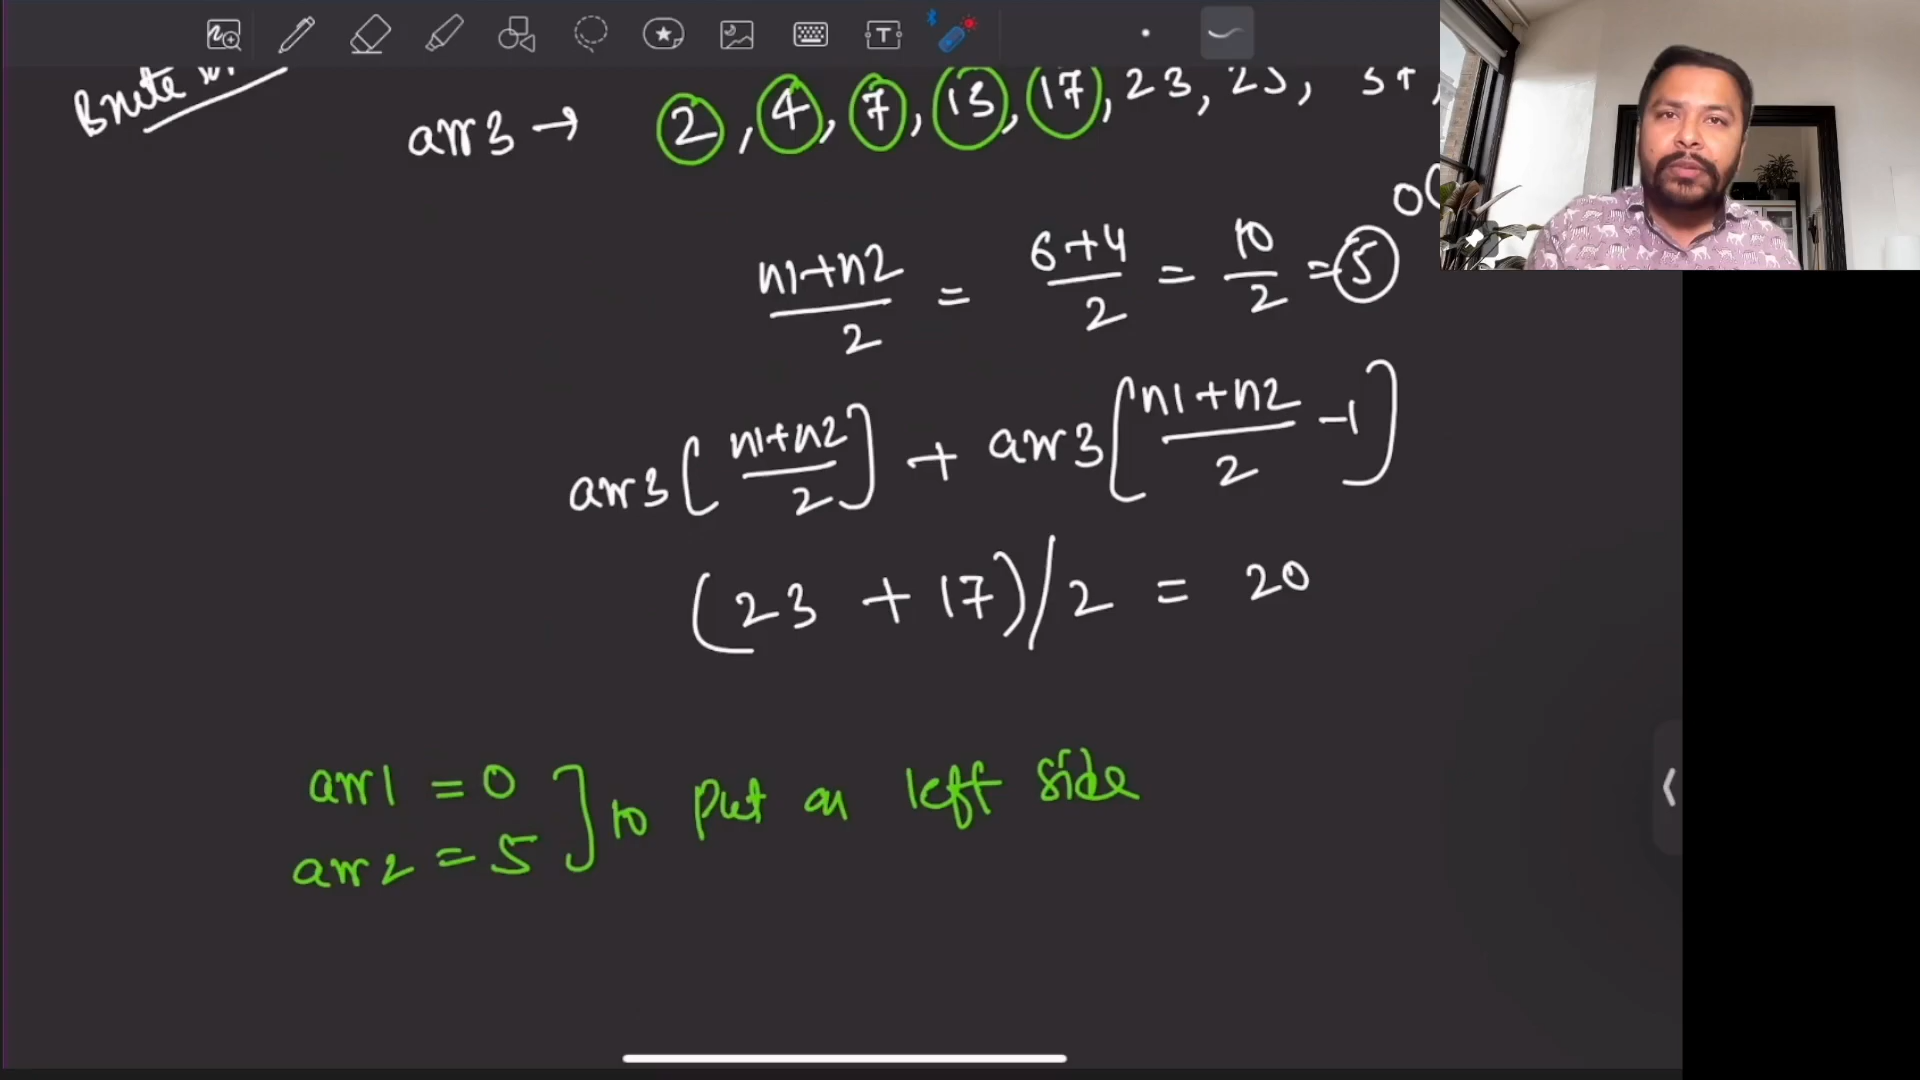 Brute
arr3 → 2, 4, 7, 13, 17, 23, 25,
n1+n2/2 = 6+4/2 = 10/2 = 5
arr3[n1+n2/2] + arr3[n1+n2/2 -1]
(23 + 17)/2 = 20
arr1 = 0
arr2 = 5
] to put on left side